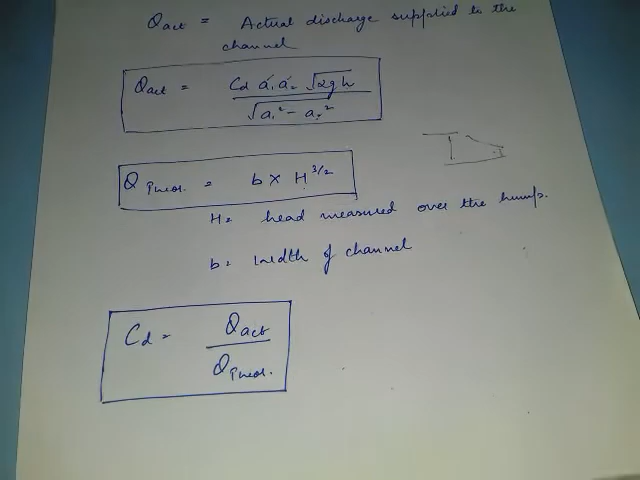 Qact = Actual discharge supplied to the
channel
Qact = Cd a₁ a₂ √2gh / √a₁² - a₂²
QTheor. = b x H^3/2
H = head measured over the hump.
b = Width of channel
Cd = Qact / QTheor.